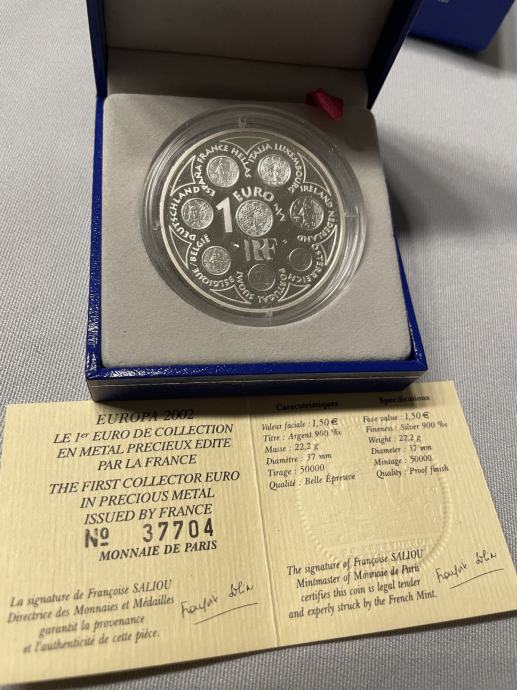 ESPAÑA FRANCE HELLAS ITALIA LUXEMBOURG
IRELAND NEDERLAND
ÖSTERREICH
PORTUGAL SUOMI
BELGIQUE/BELGIË
DEUTSCHLAND
1 EURO
RF
EUROPA 2002
LE 1er EURO DE COLLECTION
EN METAL PRECIEUX EDITE
PAR LA FRANCE
THE FIRST COLLECTOR EURO
IN PRECIOUS METAL
ISSUED BY FRANCE
No 37704
MONNAIE DE PARIS
La signature de Françoise SALIOU
Directrice des Monnaies et Médailles
garantit la provenance
et l'authenticité de cette pièce.
Caractéristiques
Valeur faciale : 1,50 €
Titre : Argent 900 ‰
Masse : 22,2 g
Diamètre : 37 mm
Tirage : 50000
Qualité : Belle Épreuve
Specifications
Face value : 1,50 €
Fineness : Silver 900 ‰
Weight : 22,2 g
Diameter : 37 mm
Mintage : 50000
Quality : Proof finish
The signature of Françoise SALIOU
Mintmaster of Monnaie de Paris
certifies this coin is legal tender
and experly struck by the French Mint.